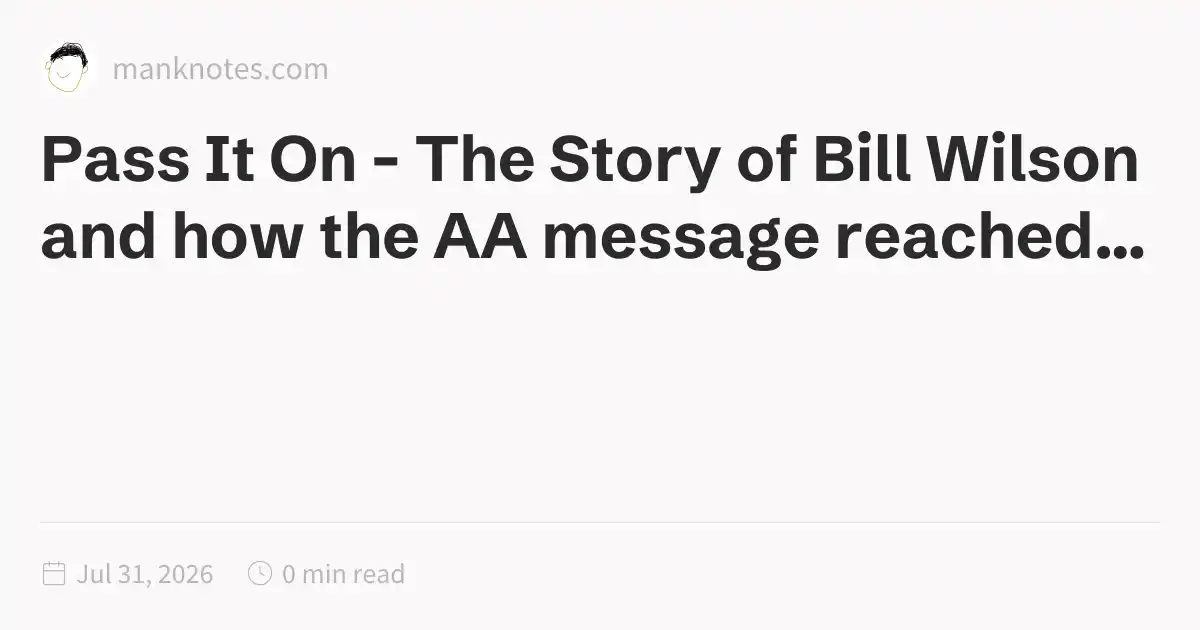 manknotes.com
Pass It On - The Story of Bill Wilson
and how the AA message reached...
Jul 31, 2026
0 min read